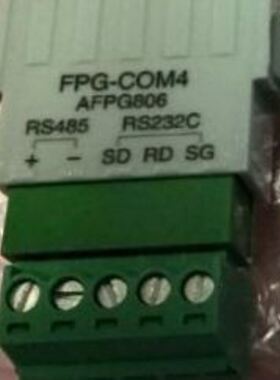 FPG-COM4
AFPG806
RS485 RS232C
+ - SD RD SG